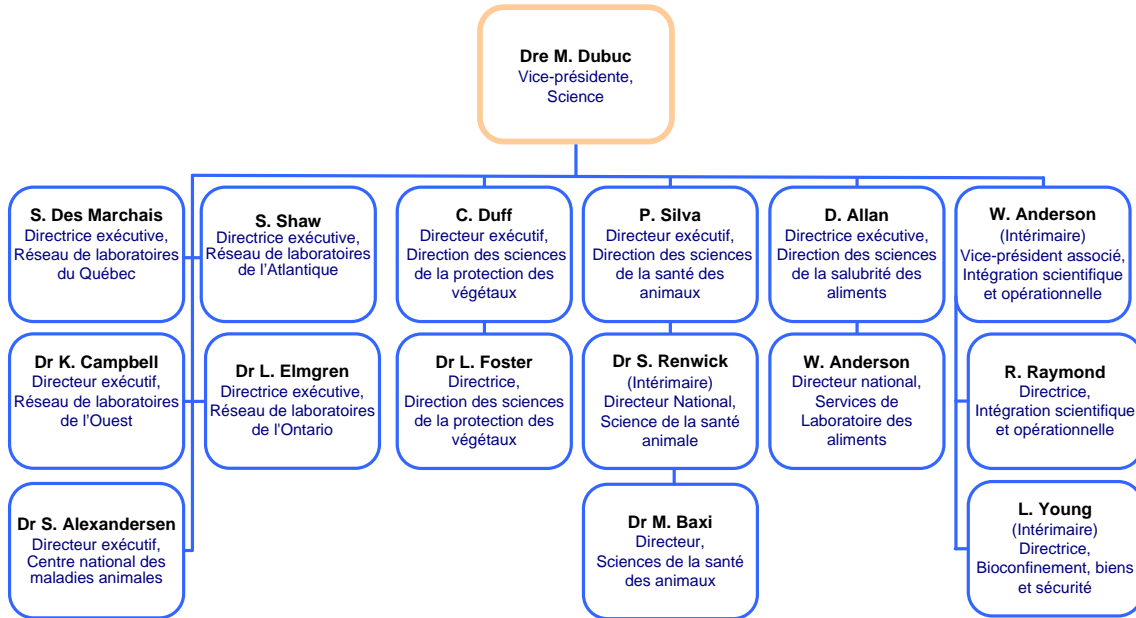 Dre M. Dubuc
Vice-présidente,
Science
S. Des Marchais
Directrice exécutive,
Réseau de laboratoires
du Québec
S. Shaw
Directrice exécutive,
Réseau de laboratoires
de l'Atlantique
C. Duff
Directeur exécutif,
Direction des sciences
de la protection des
végétaux
P. Silva
Directeur exécutif,
Direction des sciences
de la santé des
animaux
D. Allan
Directrice exécutive,
Direction des sciences
de la salubrité des
aliments
W. Anderson
(Intérimaire)
Vice-président associé,
Intégration scientifique
et opérationnelle
Dr K. Campbell
Directeur exécutif,
Réseau de laboratoires
de l'Ouest
Dr L. Elmgren
Directrice exécutive,
Réseau de laboratoires
de l'Ontario
Dr L. Foster
Directrice,
Direction des sciences
de la protection des
végétaux
Dr S. Renwick
(Intérimaire)
Directeur National,
Science de la santé
animale
W. Anderson
Directeur national,
Services de
Laboratoire des
aliments
R. Raymond
Directrice,
Intégration scientifique
et opérationnelle
Dr S. Alexandersen
Directeur exécutif,
Centre national des
maladies animales
Dr M. Baxi
Directeur,
Sciences de la santé
des animaux
L. Young
(Intérimaire)
Directrice,
Bioconfinement, biens
et sécurité